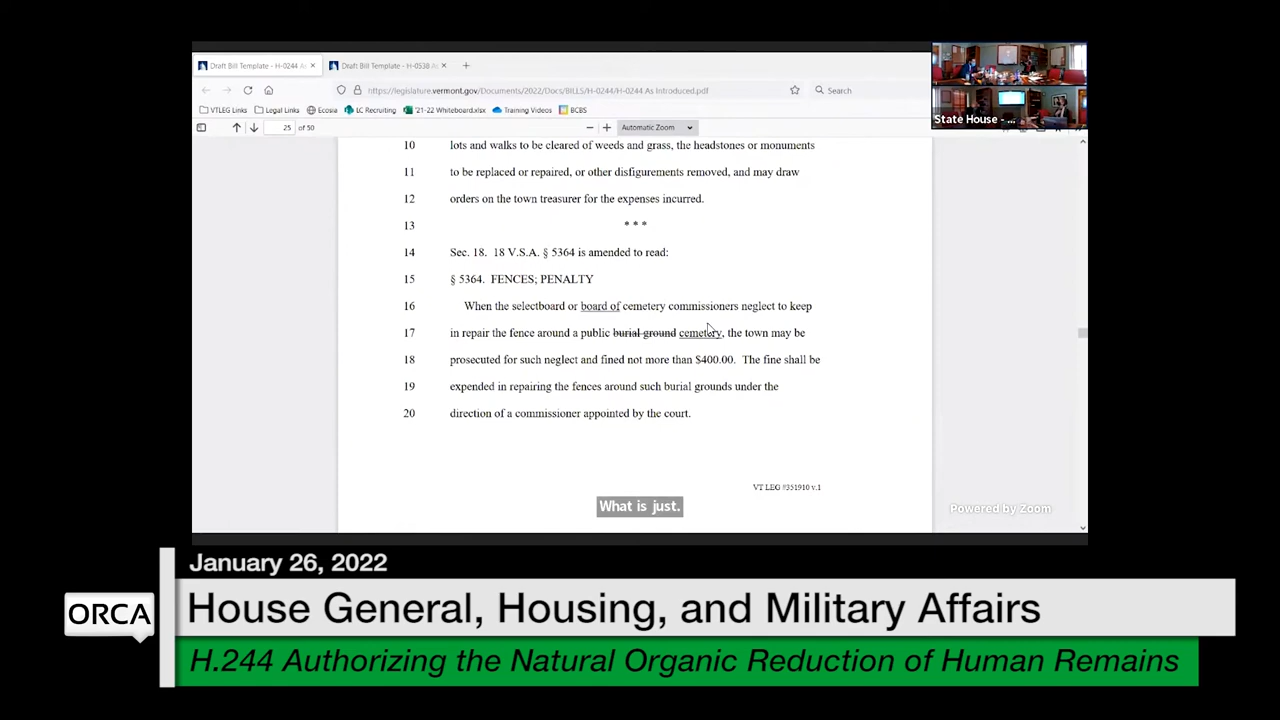 Draft Bill Template - H-0244 As
Draft Bill Template - H-0538 As
https://legislature.vermont.gov/Documents/2022/Docs/BILLS/H-0244/H-0244 As Introduced.pdf
Search
VTLEG Links
Legal Links
Ecosia
LC Recruiting
'21-22 Whiteboard.xlsx
Training Videos
BCBS
25 of 50
Automatic Zoom
State House - ...
10 lots and walks to be cleared of weeds and grass, the headstones or monuments
11 to be replaced or repaired, or other disfigurements removed, and may draw
12 orders on the town treasurer for the expenses incurred.
13 * * *
14 Sec. 18. 18 V.S.A. § 5364 is amended to read:
15 § 5364. FENCES; PENALTY
16 When the selectboard or board of cemetery commissioners neglect to keep
17 in repair the fence around a public burial ground cemetery, the town may be
18 prosecuted for such neglect and fined not more than $400.00. The fine shall be
19 expended in repairing the fences around such burial grounds under the
20 direction of a commissioner appointed by the court.
VT LEG #351910 v.1
What is just.
Powered by Zoom
January 26, 2022
ORCA
House General, Housing, and Military Affairs
H.244 Authorizing the Natural Organic Reduction of Human Remains